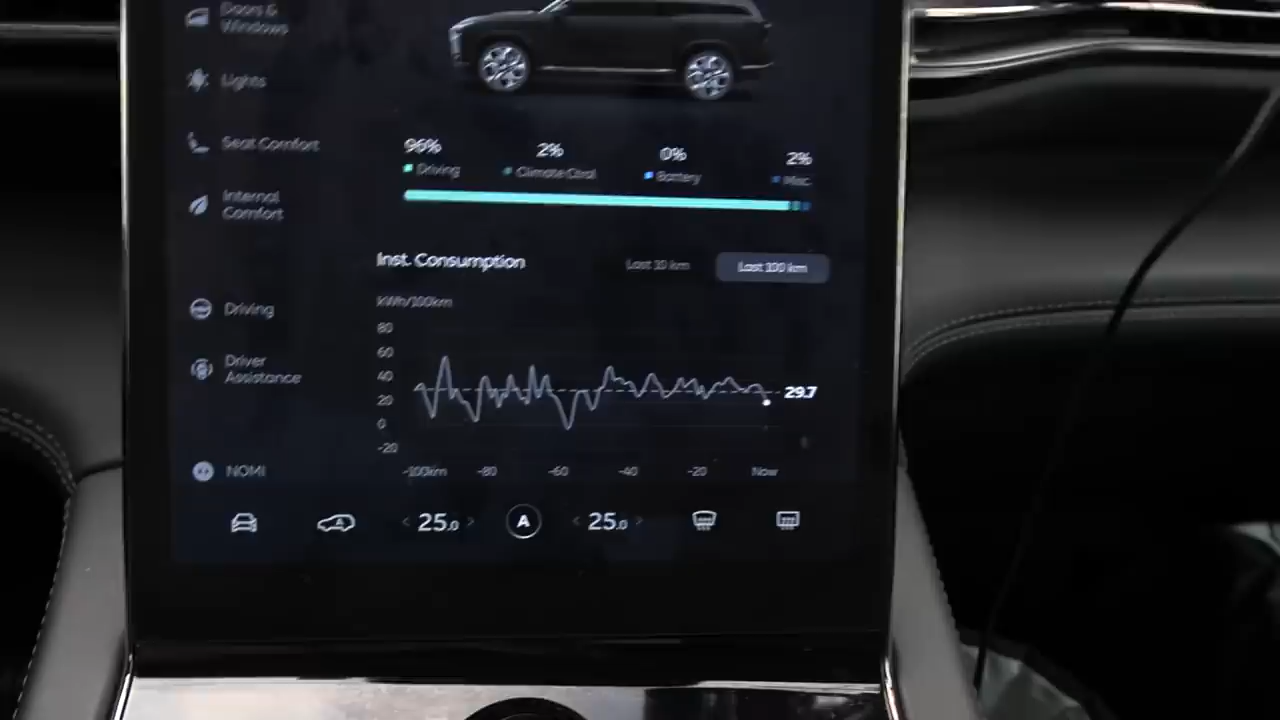 Doors &
Windows
Lights
Seat Comfort
Internal
Comfort
Driving
Driver
Assistance
NOMI
96% 2% 0% 2%
Driving Climate Ctrl Battery Misc.
Inst. Consumption Last 10 km Last 100 km
kWh/100km
80
60
40
20
0
-20
29.7
-100km -80 -60 -40 -20 Now
< 25.0 > A < 25.0 >